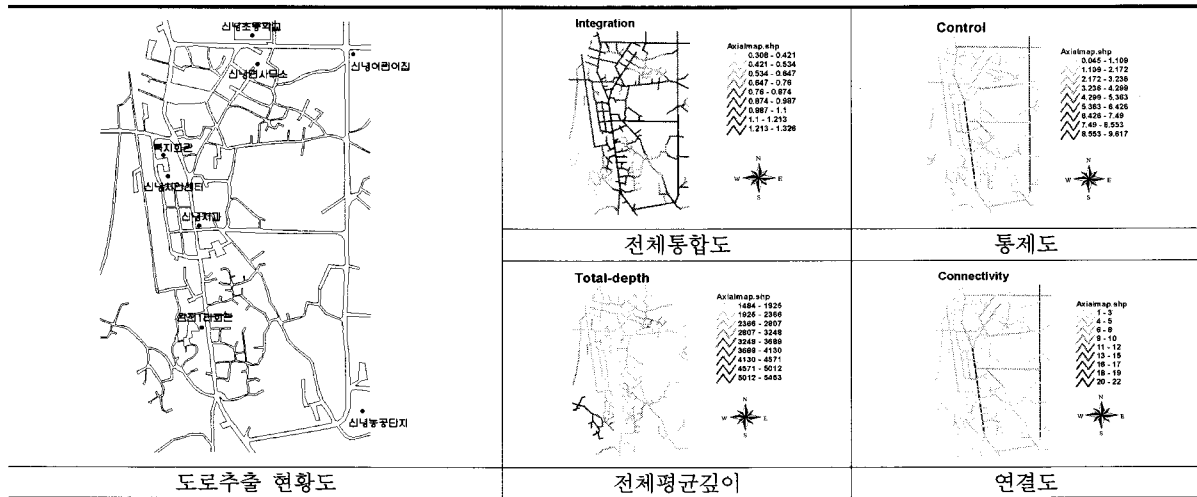 신녕초등학교
신녕면사무소
신녕어린이집
복지회관
신녕치안센터
신녕치과
완전1리회관
신녕농공단지
도로추출 현황도
Integration
Axialmap.shp
0.308 - 0.421
0.421 - 0.534
0.534 - 0.647
0.647 - 0.76
0.76 - 0.874
0.874 - 0.987
0.987 - 1.1
1.1 - 1.213
1.213 - 1.326
N
W E
S
전체통합도
Control
Axialmap.shp
0.045 - 1.109
1.109 - 2.172
2.172 - 3.236
3.236 - 4.299
4.299 - 5.363
5.363 - 6.426
6.426 - 7.49
7.49 - 8.553
8.553 - 9.617
N
W E
S
통제도
Total-depth
Axialmap.shp
1484 - 1925
1925 - 2366
2366 - 2807
2807 - 3248
3248 - 3689
3689 - 4130
4130 - 4571
4571 - 5012
5012 - 5453
N
W E
S
전체평균깊이
Connectivity
Axialmap.shp
1 - 3
4 - 5
6 - 8
9 - 10
11 - 12
13 - 15
16 - 17
18 - 19
20 - 22
N
W E
S
연결도